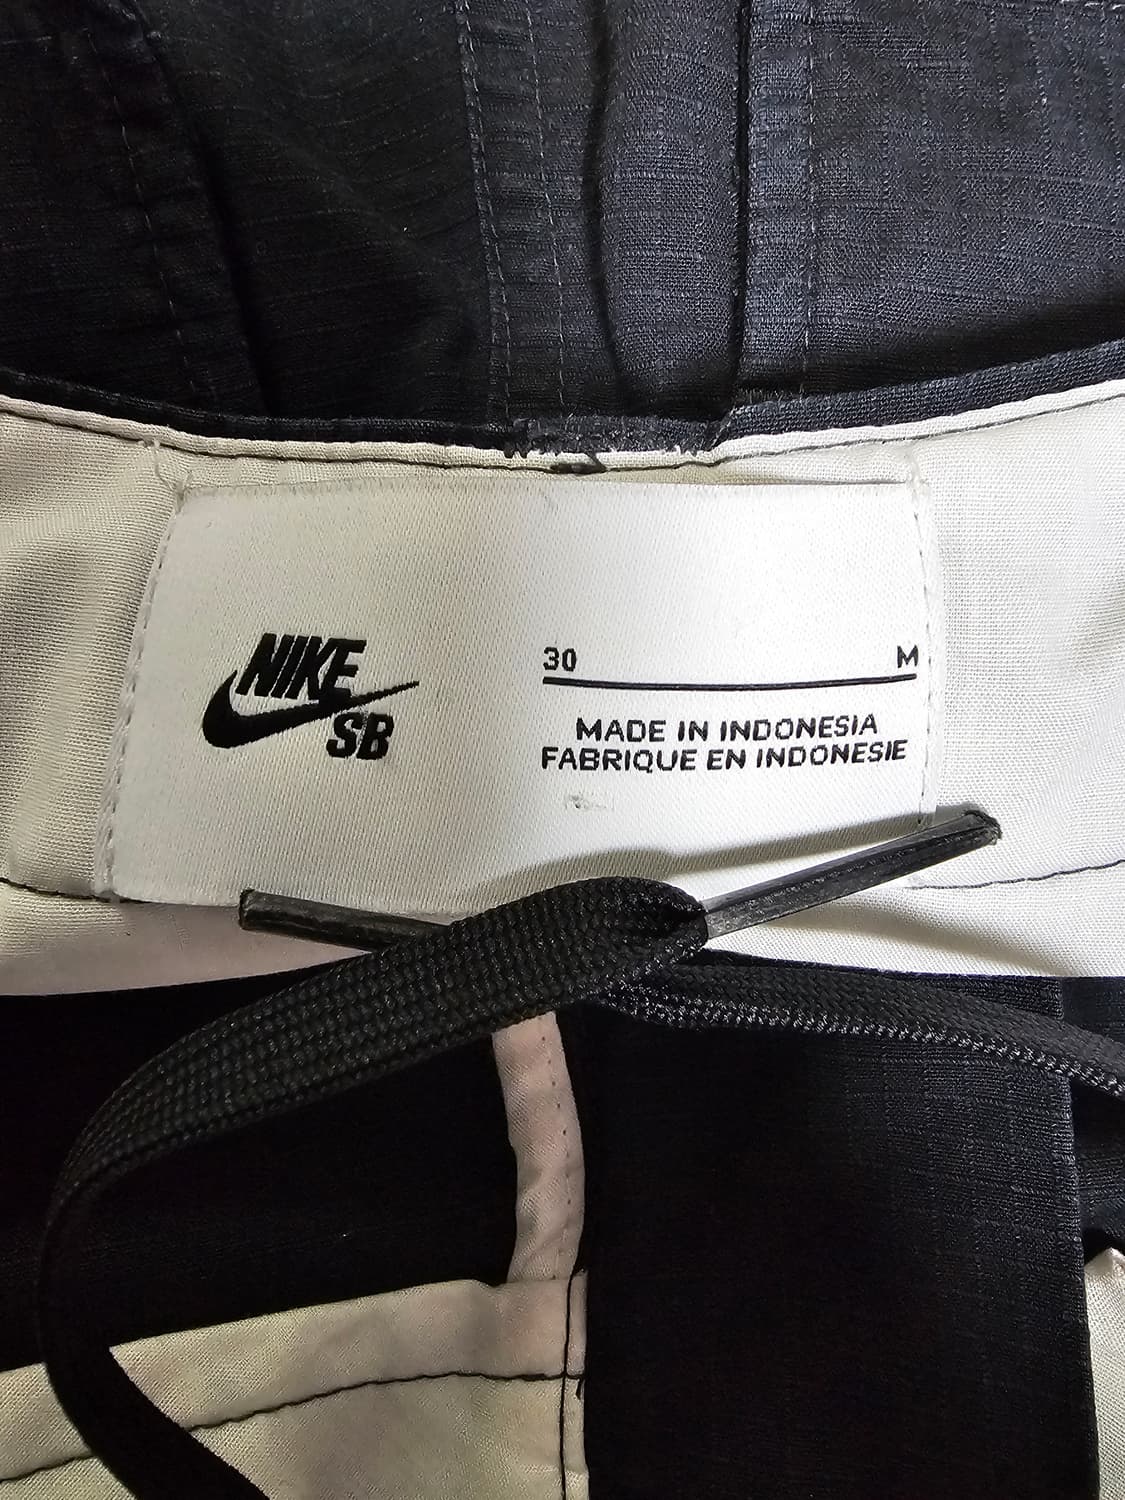 NIKE
SB
30 M
MADE IN INDONESIA
FABRIQUE EN INDONESIE